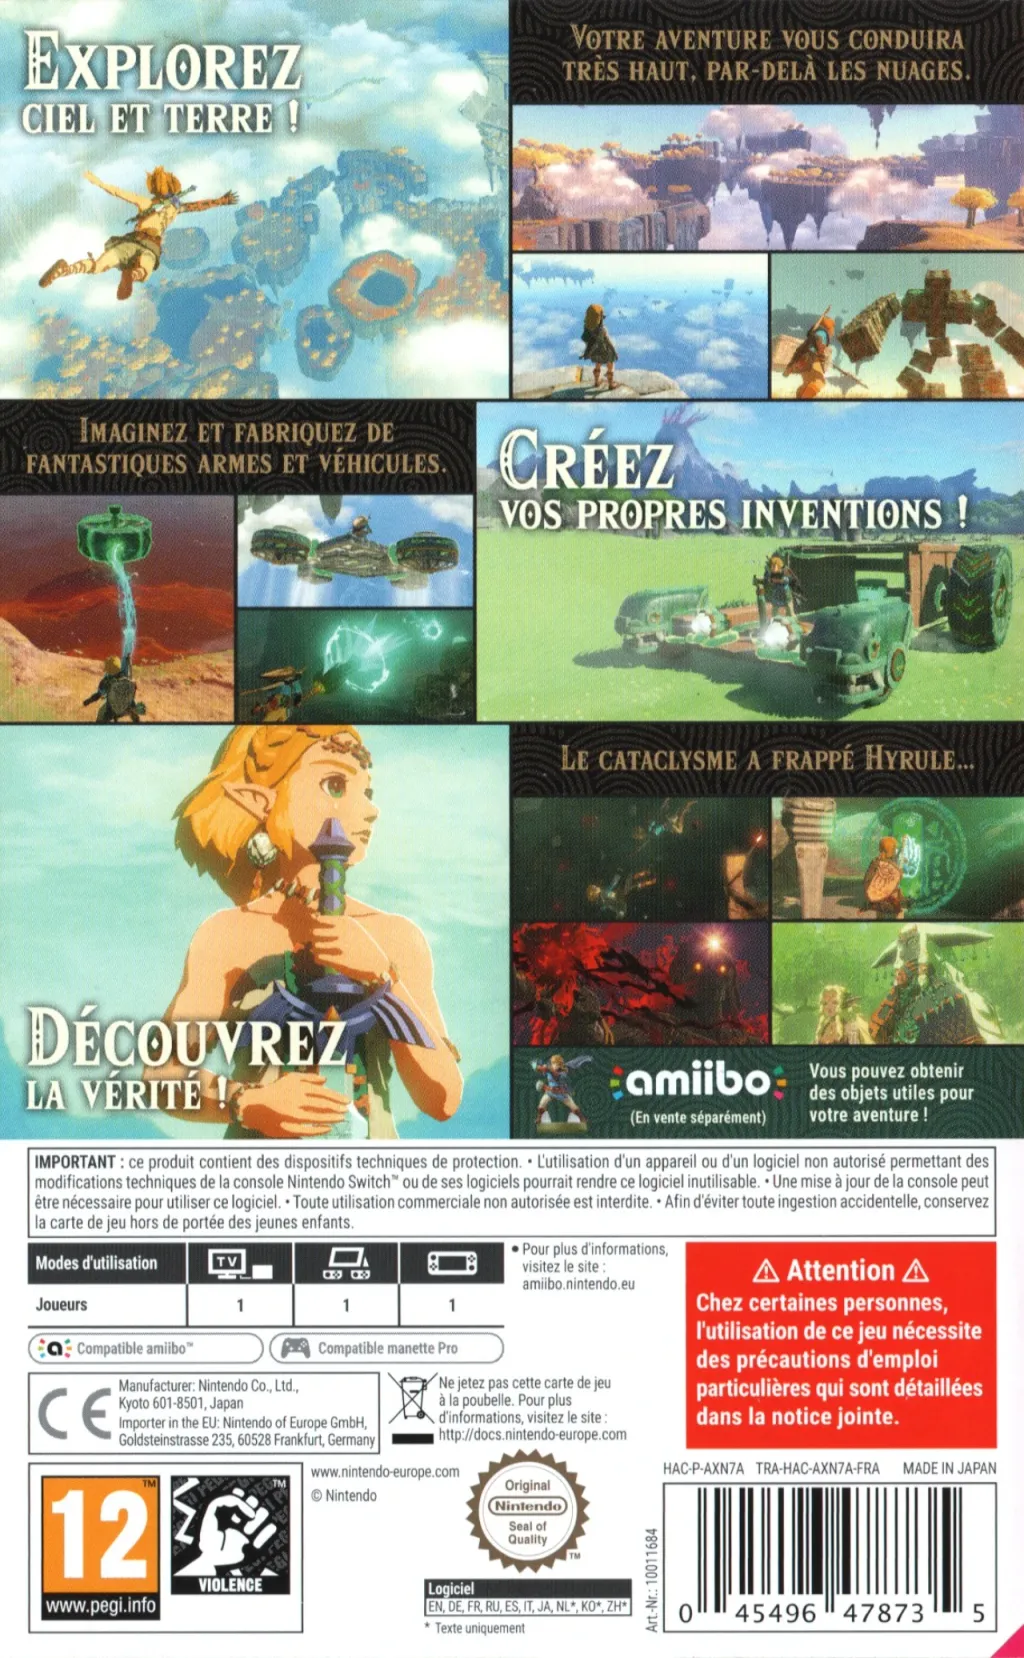 EXPLOREZ
CIEL ET TERRE !
VOTRE AVENTURE VOUS CONDUIRA
TRÈS HAUT, PAR-DELÀ LES NUAGES.
IMAGINEZ ET FABRIQUEZ DE
FANTASTIQUES ARMES ET VÉHICULES.
CRÉEZ
VOS PROPRES INVENTIONS !
LE CATACLYSME A FRAPPÉ HYRULE...
DÉCOUVREZ
LA VÉRITÉ !
amiibo
(En vente séparément)
Vous pouvez obtenir
des objets utiles pour
votre aventure !
IMPORTANT : ce produit contient des dispositifs techniques de protection. • L'utilisation d'un appareil ou d'un logiciel non autorisé permettant des
modifications techniques de la console Nintendo Switch™ ou de ses logiciels pourrait rendre ce logiciel inutilisable. • Une mise à jour de la console peut
être nécessaire pour utiliser ce logiciel. • Toute utilisation commerciale non autorisée est interdite. • Afin d'éviter toute ingestion accidentelle, conservez
la carte de jeu hors de portée des jeunes enfants.
Modes d'utilisation
TV
Joueurs
1
1
1
• Pour plus d'informations,
visitez le site :
amiibo.nintendo.eu
a Compatible amiibo™
Compatible manette Pro
Attention
Chez certaines personnes,
l'utilisation de ce jeu nécessite
des précautions d'emploi
particulières qui sont détaillées
dans la notice jointe.
CE
Manufacturer: Nintendo Co., Ltd.,
Kyoto 601-8501, Japan
Importer in the EU: Nintendo of Europe GmbH,
Goldsteinstrasse 235, 60528 Frankfurt, Germany
Ne jetez pas cette carte de jeu
à la poubelle. Pour plus
d'informations, visitez le site :
http://docs.nintendo-europe.com
HAC-P-AXN7A TRA-HAC-AXN7A-FRA MADE IN JAPAN
12
™
www.pegi.info
™
VIOLENCE
www.nintendo-europe.com
© Nintendo
Original
Nintendo
Seal of
Quality
™
Logiciel
EN, DE, FR, RU, ES, IT, JA, NL*, KO*, ZH*
* Texte uniquement
Art.-Nr.: 10011684
0 45496 47873 5